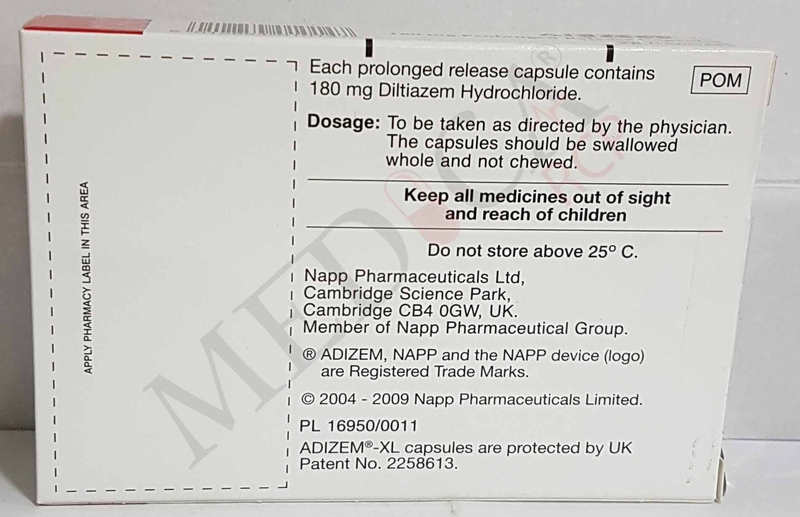 Each prolonged release capsule contains
180 mg Diltiazem Hydrochloride.
POM
Dosage: To be taken as directed by the physician.
The capsules should be swallowed
whole and not chewed.
Keep all medicines out of sight
and reach of children
Do not store above 25º C.
Napp Pharmaceuticals Ltd,
Cambridge Science Park,
Cambridge CB4 0GW, UK.
Member of Napp Pharmaceutical Group.
® ADIZEM, NAPP and the NAPP device (logo)
are Registered Trade Marks.
© 2004 - 2009 Napp Pharmaceuticals Limited.
PL 16950/0011
ADIZEM®-XL capsules are protected by UK
Patent No. 2258613.
APPLY PHARMACY LABEL IN THIS AREA